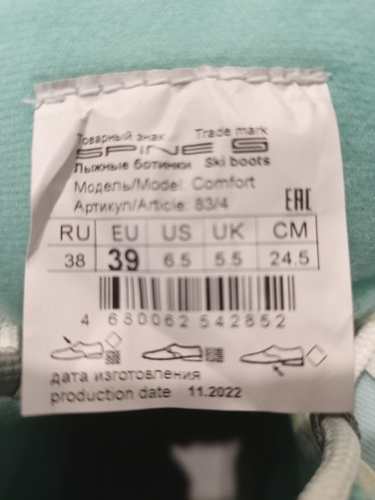 Товарный знак Trade mark
SPINE S
Лыжные ботинки Ski boots
Модель/Model: Comfort
Артикул/Article: 83/4
EAC
RU EU US UK CM
38 39 6.5 5.5 24.5
4 680062 542852
дата изготовления
production date 11.2022